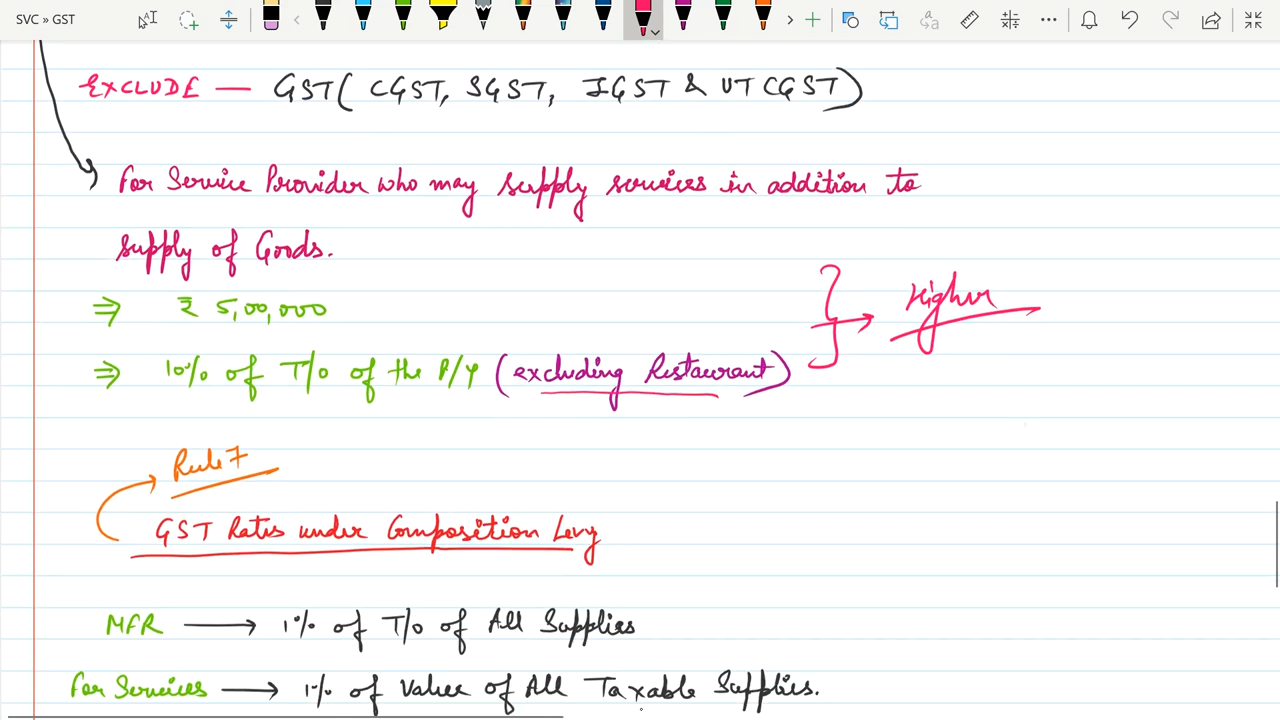 SVC » GST
EXCLUDE — GST( CGST, SGST, IGST & UTCGST)
For Service Provider who may supply services in addition to
supply of Goods.
⇒ ₹ 5,00,000
⇒ 10% of T/O of the P/Y (excluding Restaurant)
} → Higher
Rule 7
GST Rates under Composition Levy
MFR → 1% of T/O of All Supplies
For Services → 1% of Value of All Taxable Supplies.